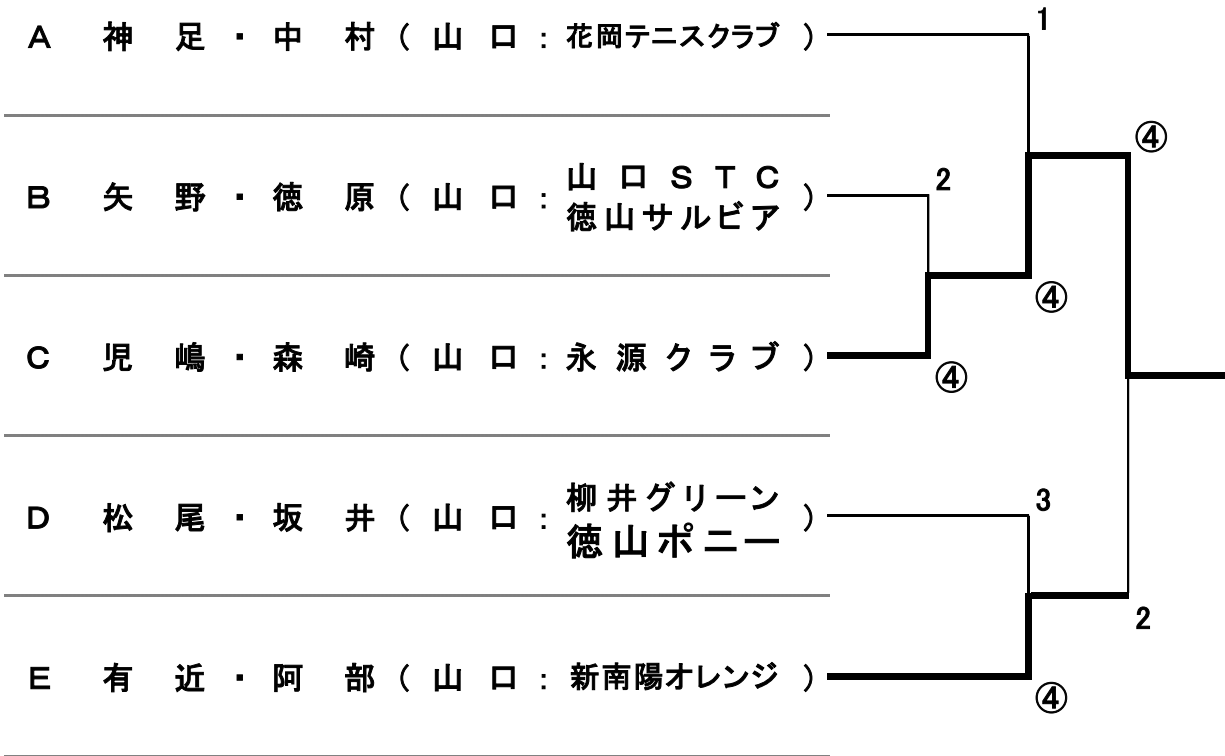 1
A 神足・中村(山口:花岡テニスクラブ)
④
2
B 矢野・徳原(山口:山口STC
徳山サルビア)
④
C 児嶋・森崎(山口:永源クラブ)
④
3
D 松尾・坂井(山口:柳井グリーン
徳山ポニー)
2
E 有近・阿部(山口:新南陽オレンジ)
④